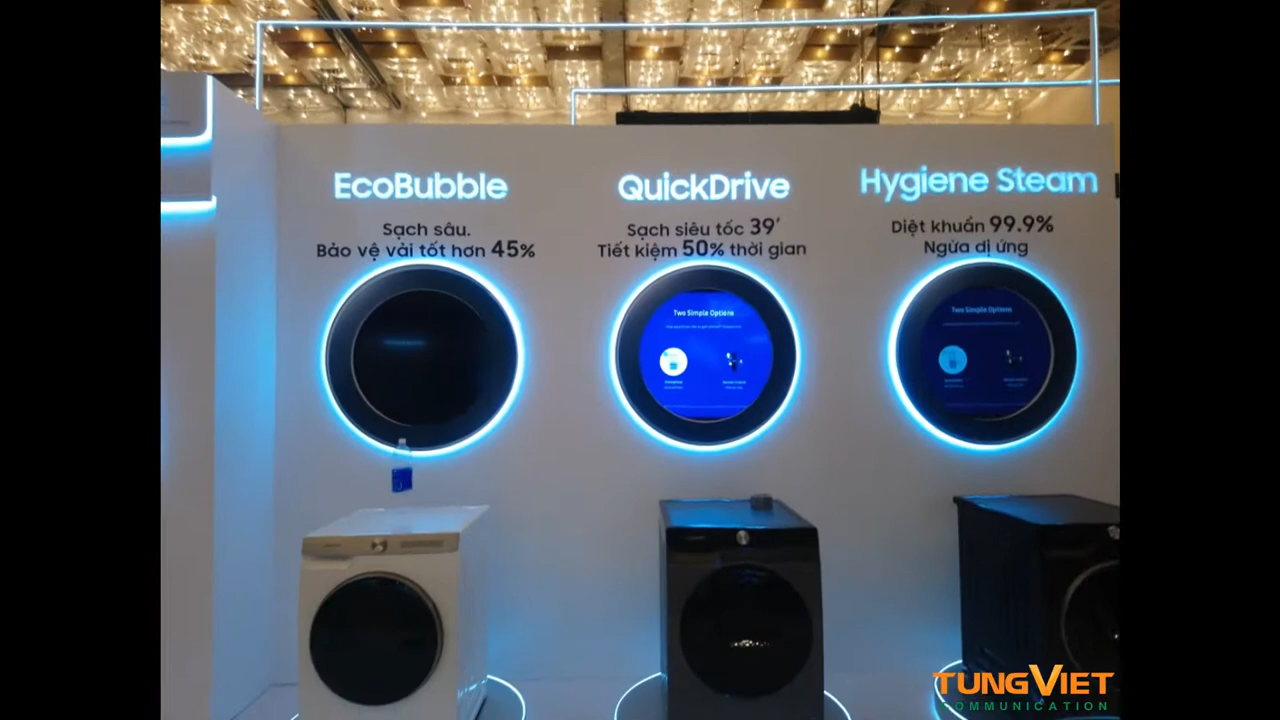 EcoBubble
Sạch sâu.
Bảo vệ vải tốt hơn 45%
QuickDrive
Sạch siêu tốc 39'
Tiết kiệm 50% thời gian
Hygiene Steam
Diệt khuẩn 99.9%
Ngừa dị ứng
Two Simple Options
Two Simple Options
TUNGVIET
COMMUNICATION